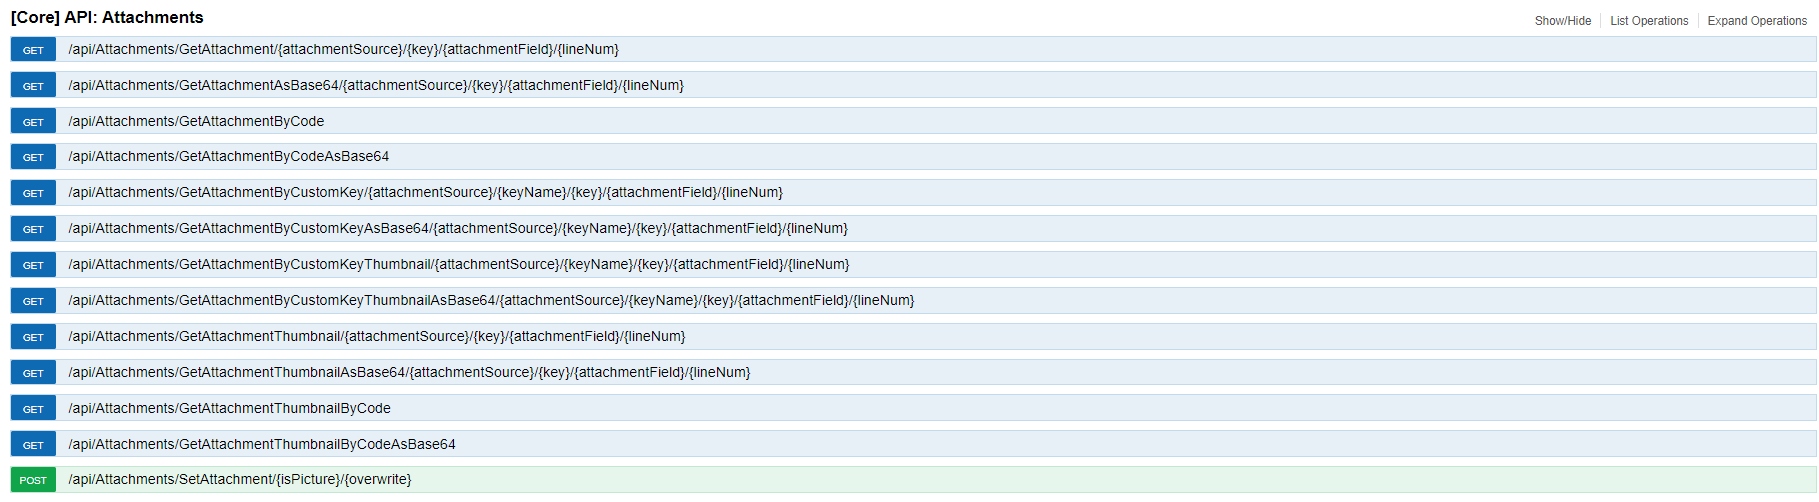 [Core] API: Attachments
Show/Hide List Operations Expand Operations
GET /api/Attachments/GetAttachment/{attachmentSource}/{key}/{attachmentField}/{lineNum}
GET /api/Attachments/GetAttachmentAsBase64/{attachmentSource}/{key}/{attachmentField}/{lineNum}
GET /api/Attachments/GetAttachmentByCode
GET /api/Attachments/GetAttachmentByCodeAsBase64
GET /api/Attachments/GetAttachmentByCustomKey/{attachmentSource}/{keyName}/{key}/{attachmentField}/{lineNum}
GET /api/Attachments/GetAttachmentByCustomKeyAsBase64/{attachmentSource}/{keyName}/{key}/{attachmentField}/{lineNum}
GET /api/Attachments/GetAttachmentByCustomKeyThumbnail/{attachmentSource}/{keyName}/{key}/{attachmentField}/{lineNum}
GET /api/Attachments/GetAttachmentByCustomKeyThumbnailAsBase64/{attachmentSource}/{keyName}/{key}/{attachmentField}/{lineNum}
GET /api/Attachments/GetAttachmentThumbnail/{attachmentSource}/{key}/{attachmentField}/{lineNum}
GET /api/Attachments/GetAttachmentThumbnailAsBase64/{attachmentSource}/{key}/{attachmentField}/{lineNum}
GET /api/Attachments/GetAttachmentThumbnailByCode
GET /api/Attachments/GetAttachmentThumbnailByCodeAsBase64
POST /api/Attachments/SetAttachment/{isPicture}/{overwrite}